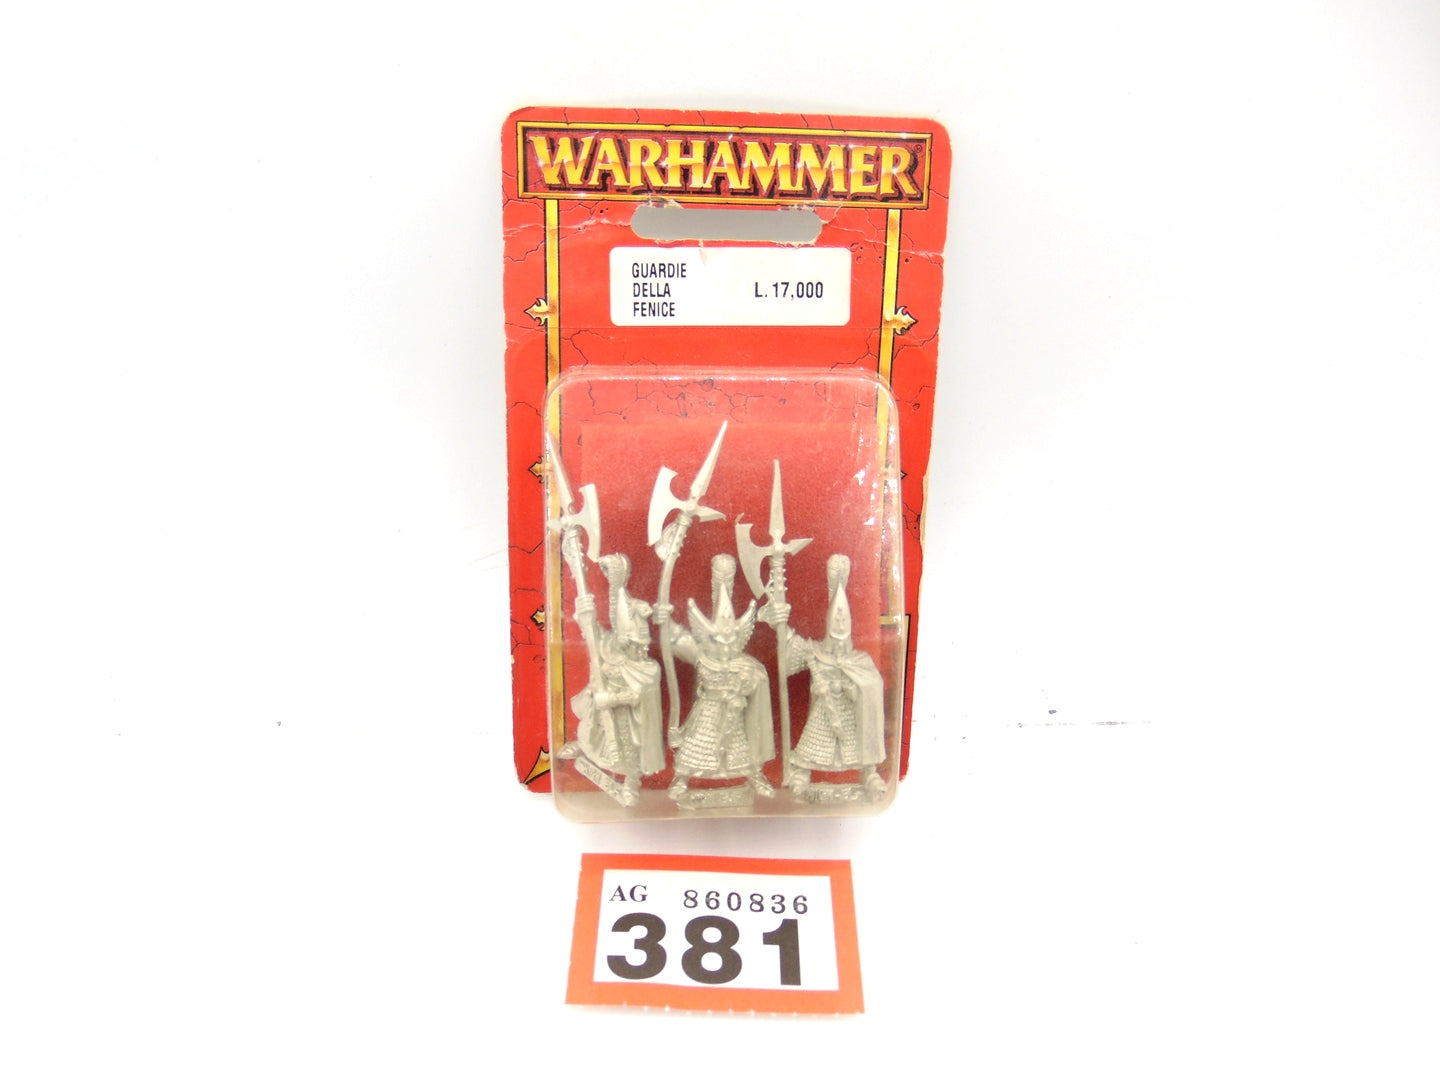 WARHAMMER®
GUARDIE
DELLA
FENICE
L. 17,000
AG 860836
381